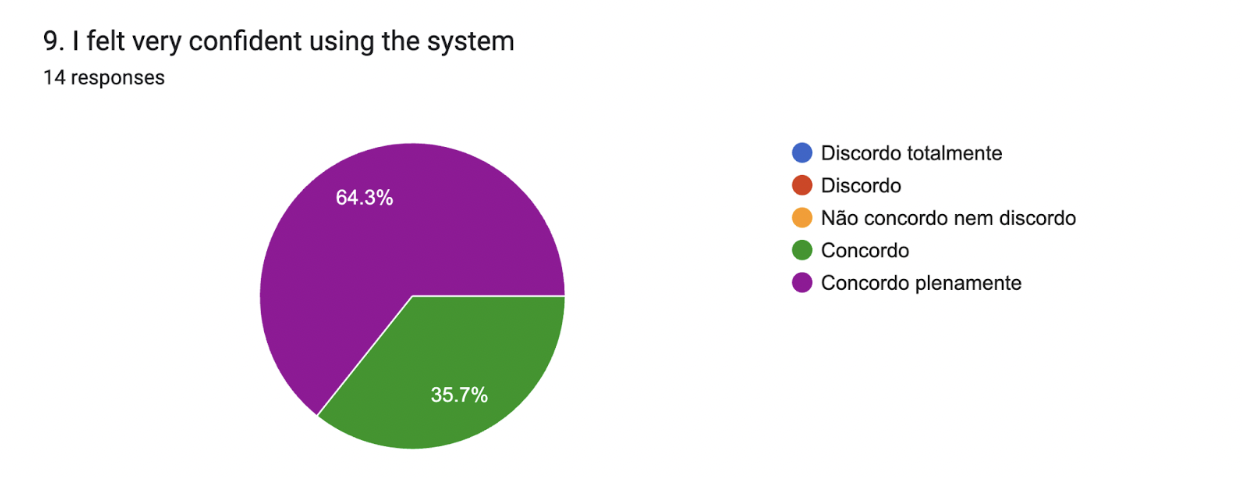 9. I felt very confident using the system
14 responses
64.3%
35.7%
Discordo totalmente
Discordo
Não concordo nem discordo
Concordo
Concordo plenamente